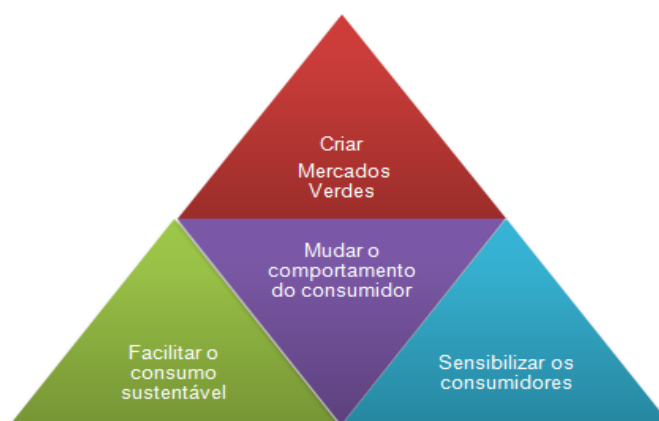 Criar
Mercados
Verdes
Mudar o
comportamento
do consumidor
Facilitar o
consumo
sustentável
Sensibilizar os
consumidores